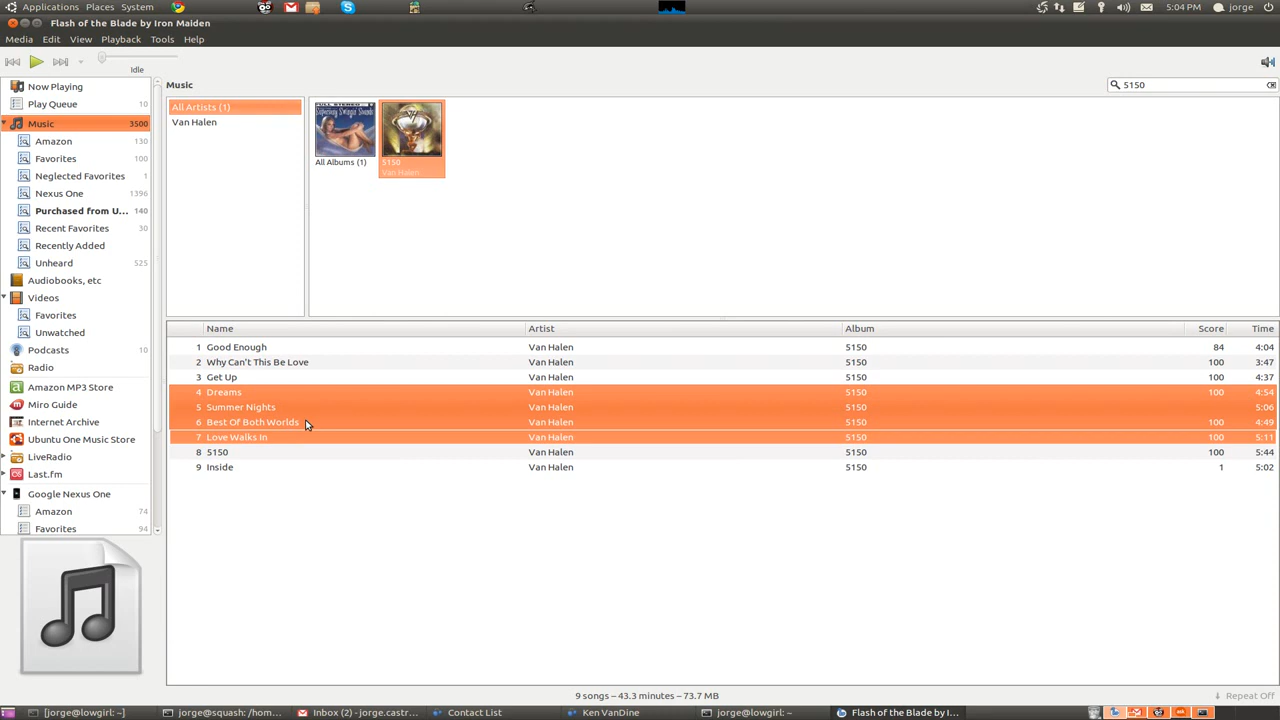 Applications Places System 5:04 PM jorge
Flash of the Blade by Iron Maiden
Media Edit View Playback Tools Help
Idle
Now Playing
Play Queue 10
Music 3500
Amazon 130
Favorites 100
Neglected Favorites 1
Nexus One 1396
Purchased from U... 140
Recent Favorites 30
Recently Added
Unheard 525
Audiobooks, etc
Videos
Favorites
Unwatched
Podcasts 10
Radio
Amazon MP3 Store
Miro Guide
Internet Archive
Ubuntu One Music Store
LiveRadio
Last.fm
Google Nexus One
Amazon 74
Favorites 94
Music
5150
All Artists (1)
Van Halen
All Albums (1)
5150
Van Halen
Name Artist Album Score Time
1 Good Enough Van Halen 5150 84 4:04
2 Why Can't This Be Love Van Halen 5150 100 3:47
3 Get Up Van Halen 5150 100 4:37
4 Dreams Van Halen 5150 100 4:54
5 Summer Nights Van Halen 5150 5:06
6 Best Of Both Worlds Van Halen 5150 100 4:49
7 Love Walks In Van Halen 5150 100 5:11
8 5150 Van Halen 5150 100 5:44
9 Inside Van Halen 5150 1 5:02
9 songs – 43.3 minutes – 73.7 MB
Repeat Off
[jorge@lowgirl: ~] jorge@squash: /hom... Inbox (2) - jorge.castr... Contact List Ken VanDine jorge@lowgirl: ~ Flash of the Blade by I...